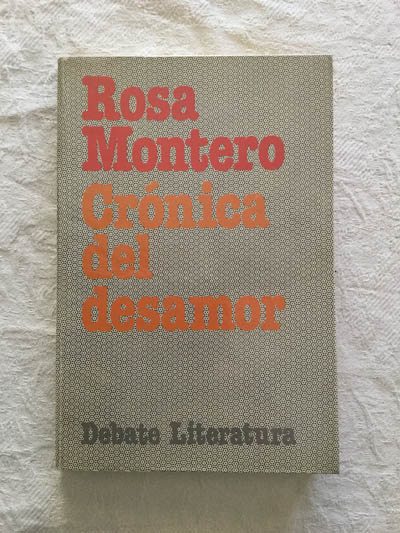 Rosa
Montero
Crónica
del
desamor
Debate Literatura